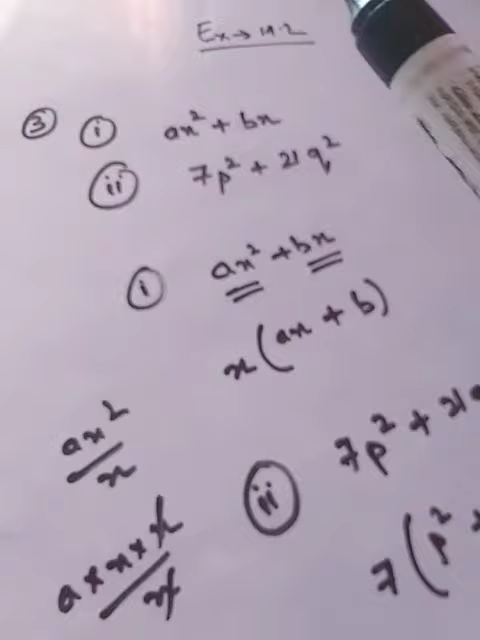 Ex → 14.2
③ ⓘ ax² + bx
ⓘⓘ 7p² + 21q²
ⓘ ax² + bx
x(ax + b)
ax²
x
a × x × x
x
ⓘⓘ 7p² + 21
7(p² +